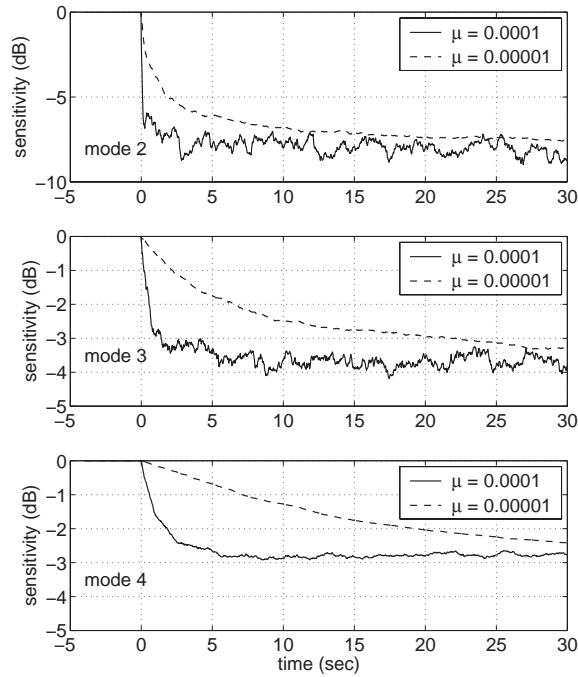 0
−5
−10
sensitivity (dB)
mode 2
μ = 0.0001
μ = 0.00001
−5 0 5 10 15 20 25 30
0
−1
−2
−3
−4
−5
sensitivity (dB)
mode 3
μ = 0.0001
μ = 0.00001
−5 0 5 10 15 20 25 30
0
−1
−2
−3
−4
−5
sensitivity (dB)
mode 4
μ = 0.0001
μ = 0.00001
−5 0 5 10 15 20 25 30
time (sec)